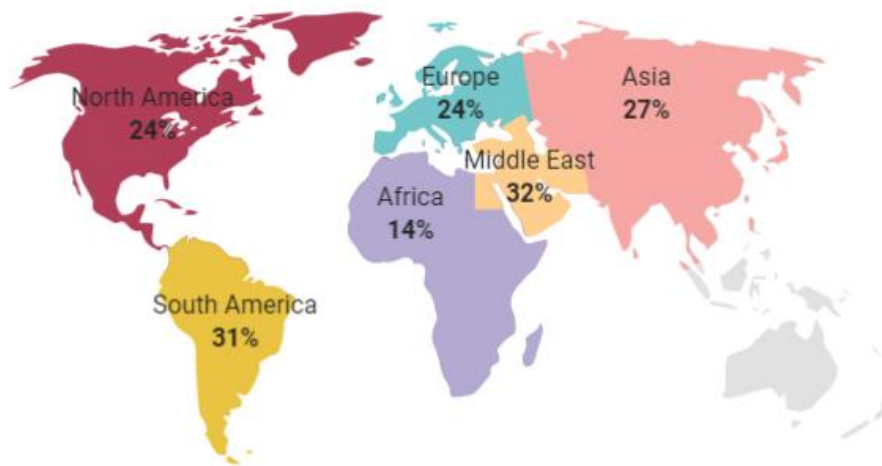 North America
24%
Europe
24%
Asia
27%
Middle East
32%
Africa
14%
South America
31%